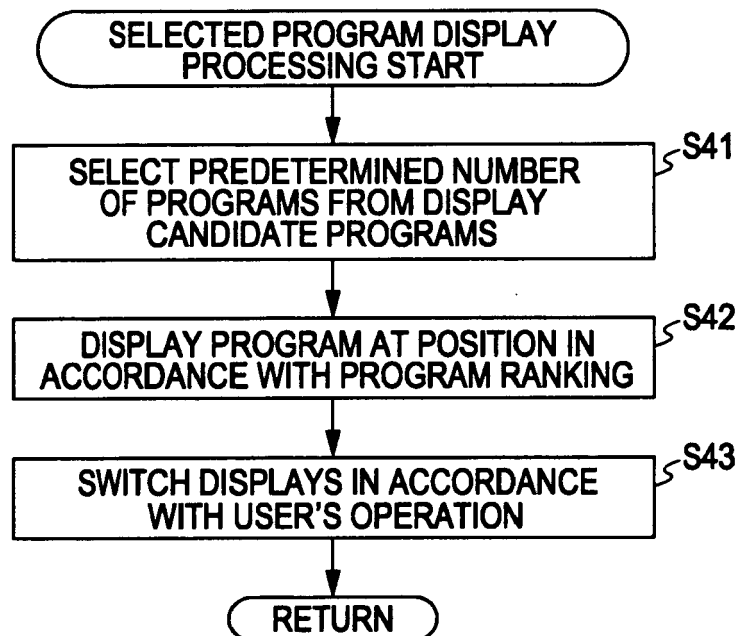 SELECTED PROGRAM DISPLAY
PROCESSING START
S41
SELECT PREDETERMINED NUMBER
OF PROGRAMS FROM DISPLAY
CANDIDATE PROGRAMS
S42
DISPLAY PROGRAM AT POSITION IN
ACCORDANCE WITH PROGRAM RANKING
S43
SWITCH DISPLAYS IN ACCORDANCE
WITH USER'S OPERATION
RETURN